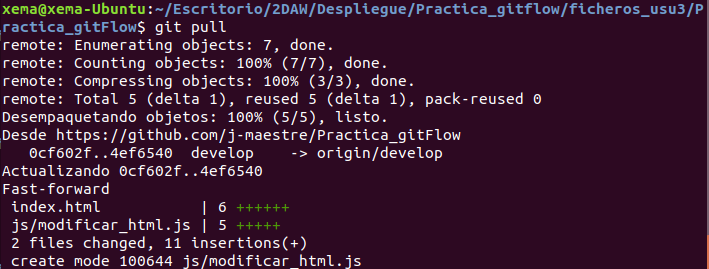 xema@xema-Ubuntu:~/Escritorio/2DAW/Despliegue/Practica_gitflow/ficheros_usu3/P
ractica_gitFlow$ git pull
remote: Enumerating objects: 7, done.
remote: Counting objects: 100% (7/7), done.
remote: Compressing objects: 100% (3/3), done.
remote: Total 5 (delta 1), reused 5 (delta 1), pack-reused 0
Desempaquetando objetos: 100% (5/5), listo.
Desde https://github.com/j-maestre/Practica_gitFlow
   0cf602f..4ef6540  develop    -> origin/develop
Actualizando 0cf602f..4ef6540
Fast-forward
 index.html           | 6 ++++++
 js/modificar_html.js | 5 +++++
 2 files changed, 11 insertions(+)
 create mode 100644 js/modificar_html.js